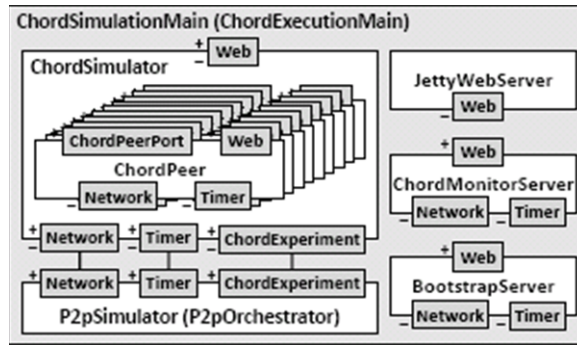 ChordSimulationMain (ChordExecutionMain)
+
− Web
ChordSimulator
ChordPeerPort Web
ChordPeer
− Network − Timer
+
− Network +
− Timer +
− ChordExperiment
+ Network + Timer + ChordExperiment
P2pSimulator (P2pOrchestrator)
JettyWebServer
− Web
+ Web
ChordMonitorServer
− Network − Timer
+ Web
BootstrapServer
− Network − Timer